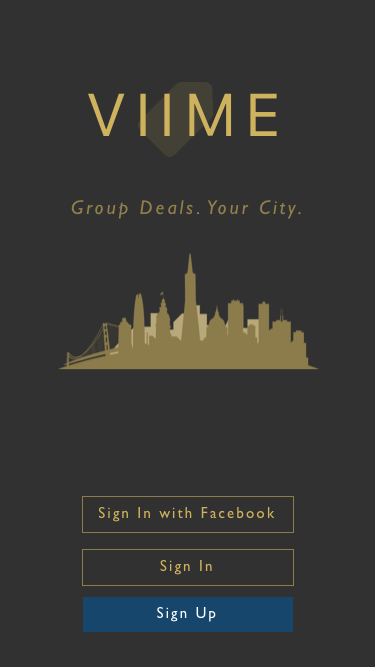 VIIME
Group Deals. Your City.
Sign In with Facebook
Sign In
Sign Up